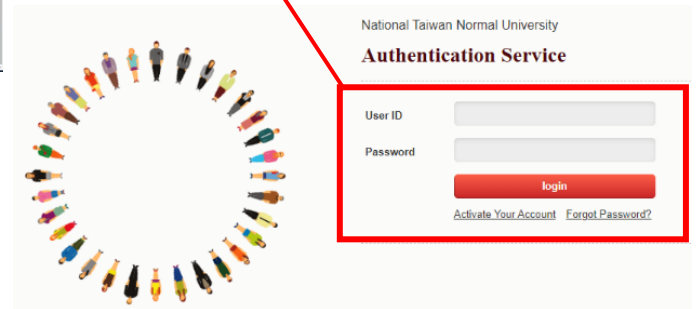 National Taiwan Normal University
Authentication Service
User ID
Password
login
Activate Your Account Forgot Password?